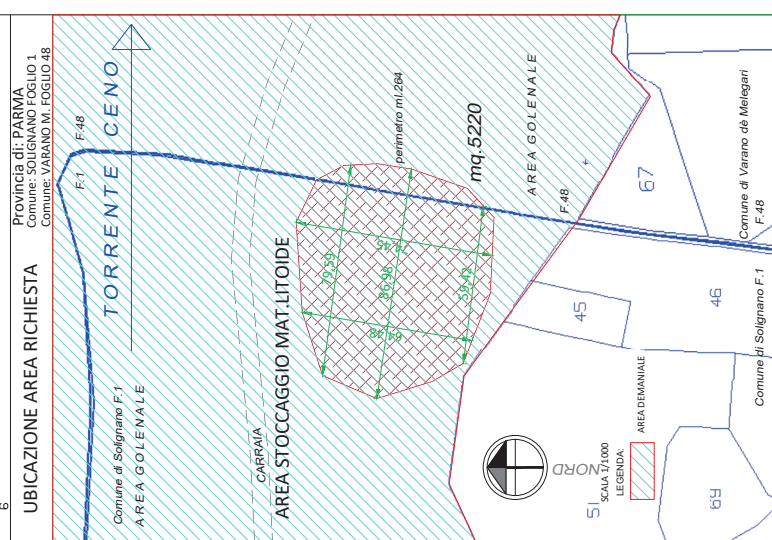 6
UBICAZIONE AREA RICHIESTA
Provincia di: PARMA
Comune: SOLIGNANO FOGLIO 1
Comune: VARANO M. FOGLIO 48
F.1
F.48
TORRENTE CENO
Comune di Solignano F.1
AREA GOLENALE
CARRAIA
AREA STOCCAGGIO MAT.LITOIDE
79,59
86,98
59,42
64,48
perimetro ml.264
mq.5220
AREA GOLENALE
F.48
67
45
46
Comune di Varano de Melegari
F.48
Comune di Solignano F.1
NORD
51
SCALA 1/1000
LEGENDA:
AREA DEMANIALE
69